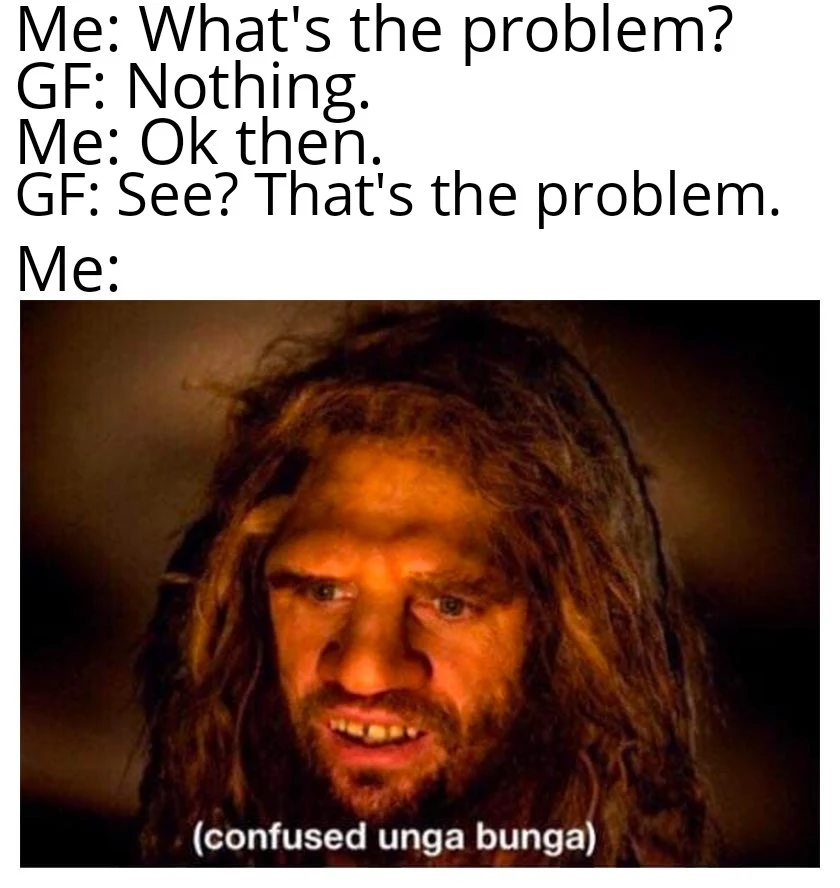 Me: What's the problem?
GF: Nothing.
Me: Ok then.
GF: See? That's the problem.
Me:
(confused unga bunga)